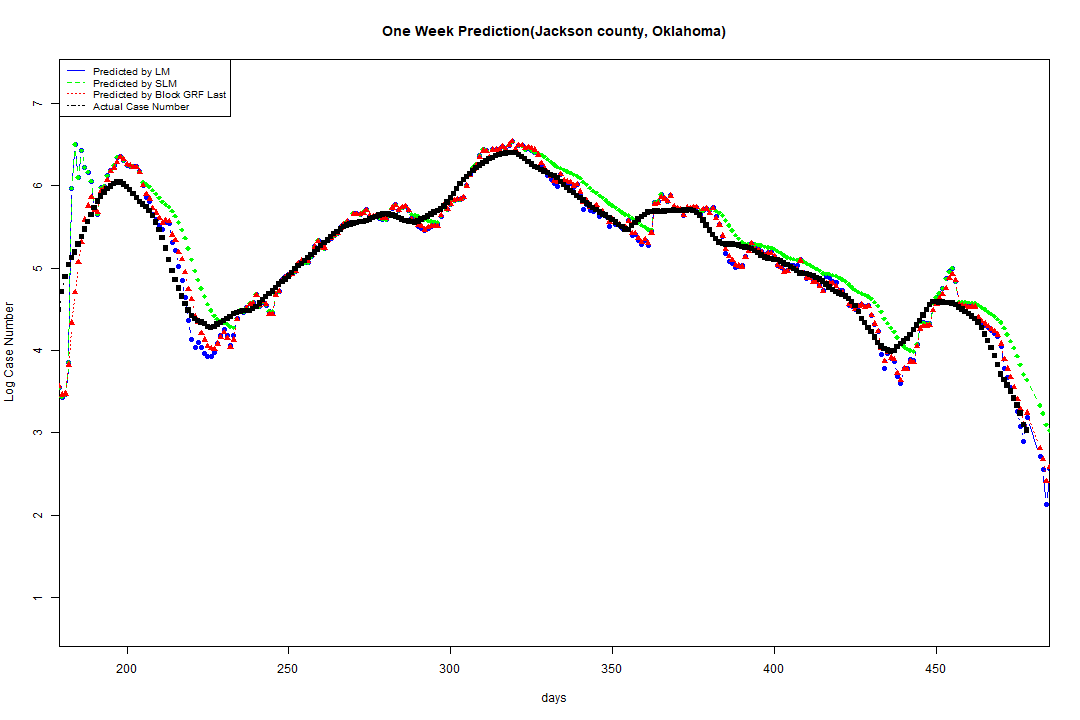 One Week Prediction(Jackson county, Oklahoma)
Predicted by LM
Predicted by SLM
Predicted by Block GRF Last
Actual Case Number
7
6
5
4
3
2
1
Log Case Number
200 250 300 350 400 450
days